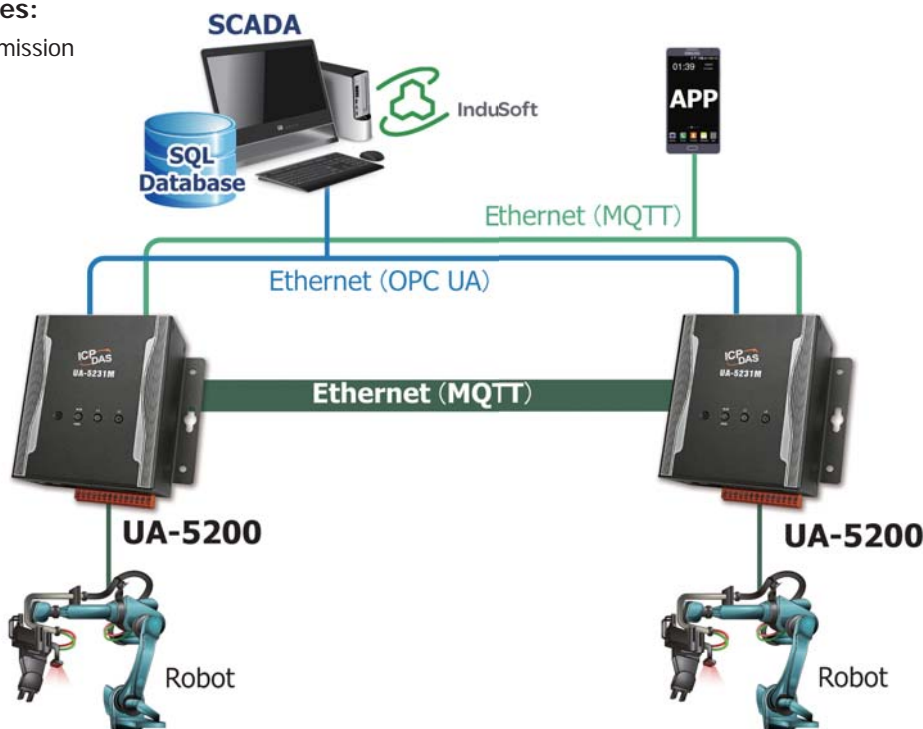 es:
mission
SCADA
InduSoft
SQL
Database
01:39
APP
Ethernet (MQTT)
Ethernet (OPC UA)
ICP DAS
UA-5231M
ICP DAS
UA-5231M
Ethernet (MQTT)
UA-5200
UA-5200
Robot
Robot